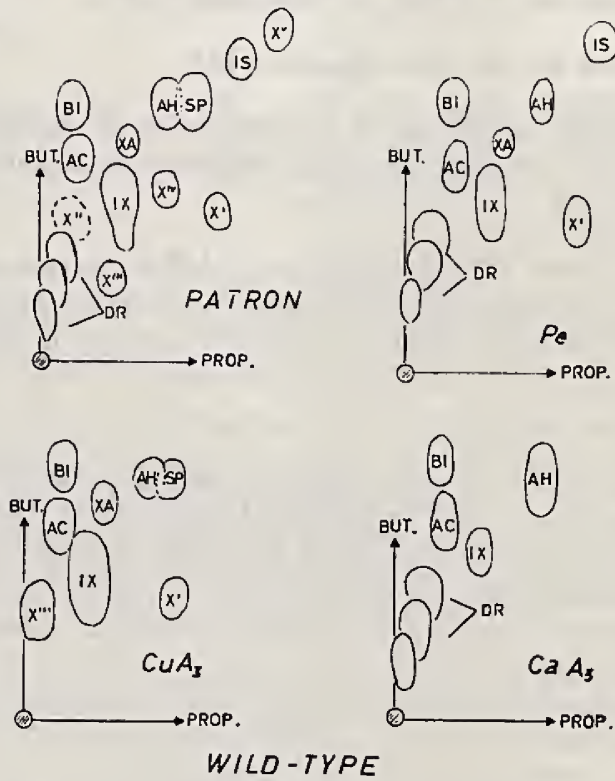 X^V
IS
BI AH SP
XA
BUT. AC
X'' IX X^IV X'
X'''
DR
PATRON
PROP.
IS
BI AH
XA
BUT. AC
IX X'
DR
Pe
PROP.
BI AH SP
XA
BUT. AC
X'''' IX X'
CuA₃
PROP.
BI AH
BUT. AC
IX
DR
CaA₃
PROP.
WILD-TYPE